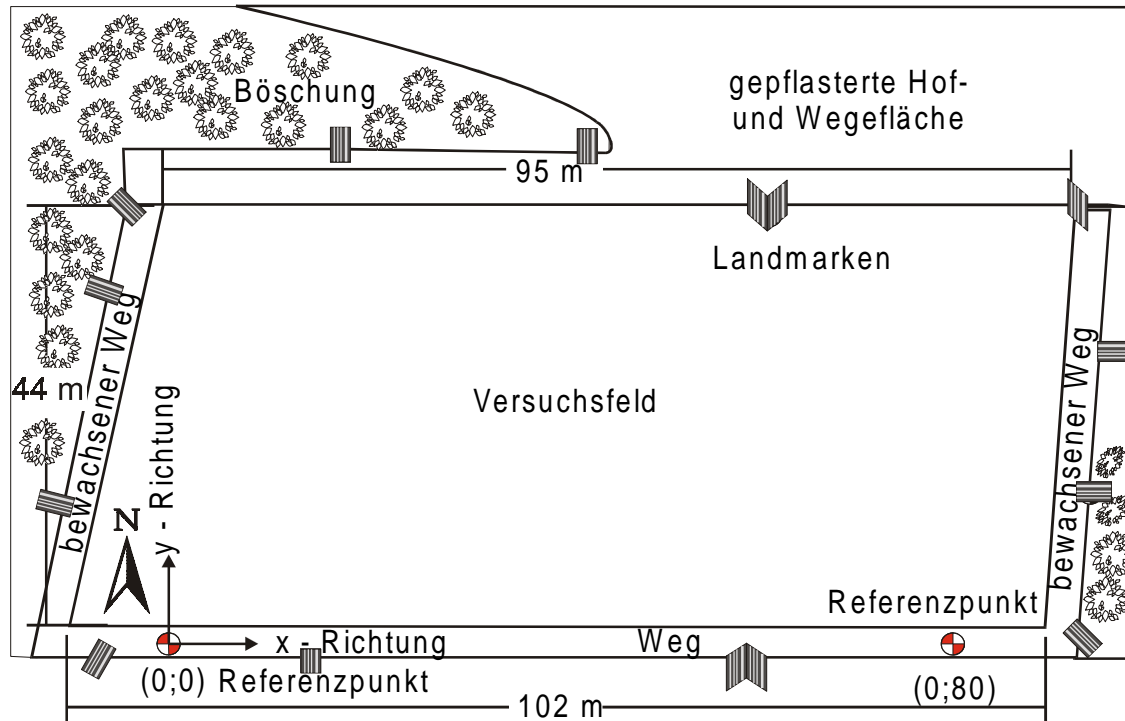 Böschung
gepflasterte Hof-
und Wegefläche
95 m
Landmarken
bewachsener Weg
44 m
y - Richtung
Versuchsfeld
bewachsener Weg
N
Referenzpunkt
x - Richtung
Weg
(0;0) Referenzpunkt
(0;80)
102 m